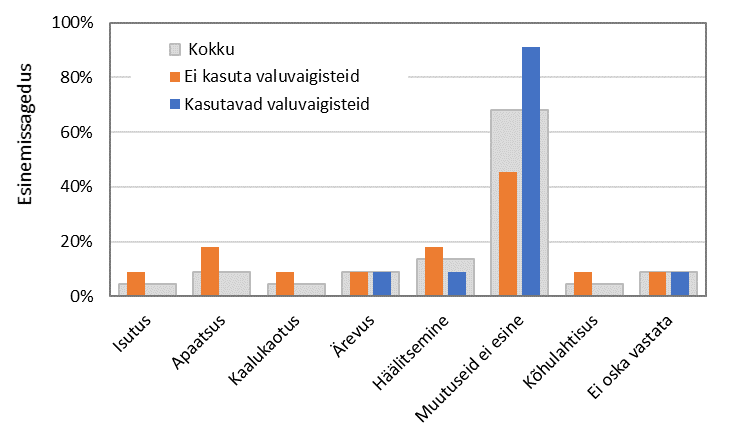 100%
80%
60%
40%
20%
0%
Esinemissagedus
Kokku
Ei kasuta valuvaigisteid
Kasutavad valuvaigisteid
Isutus
Apaatsus
Kaalukaotus
Ärevus
Häälitsemine
Muutuseid ei esine
Kõhulahtisus
Ei oska vastata